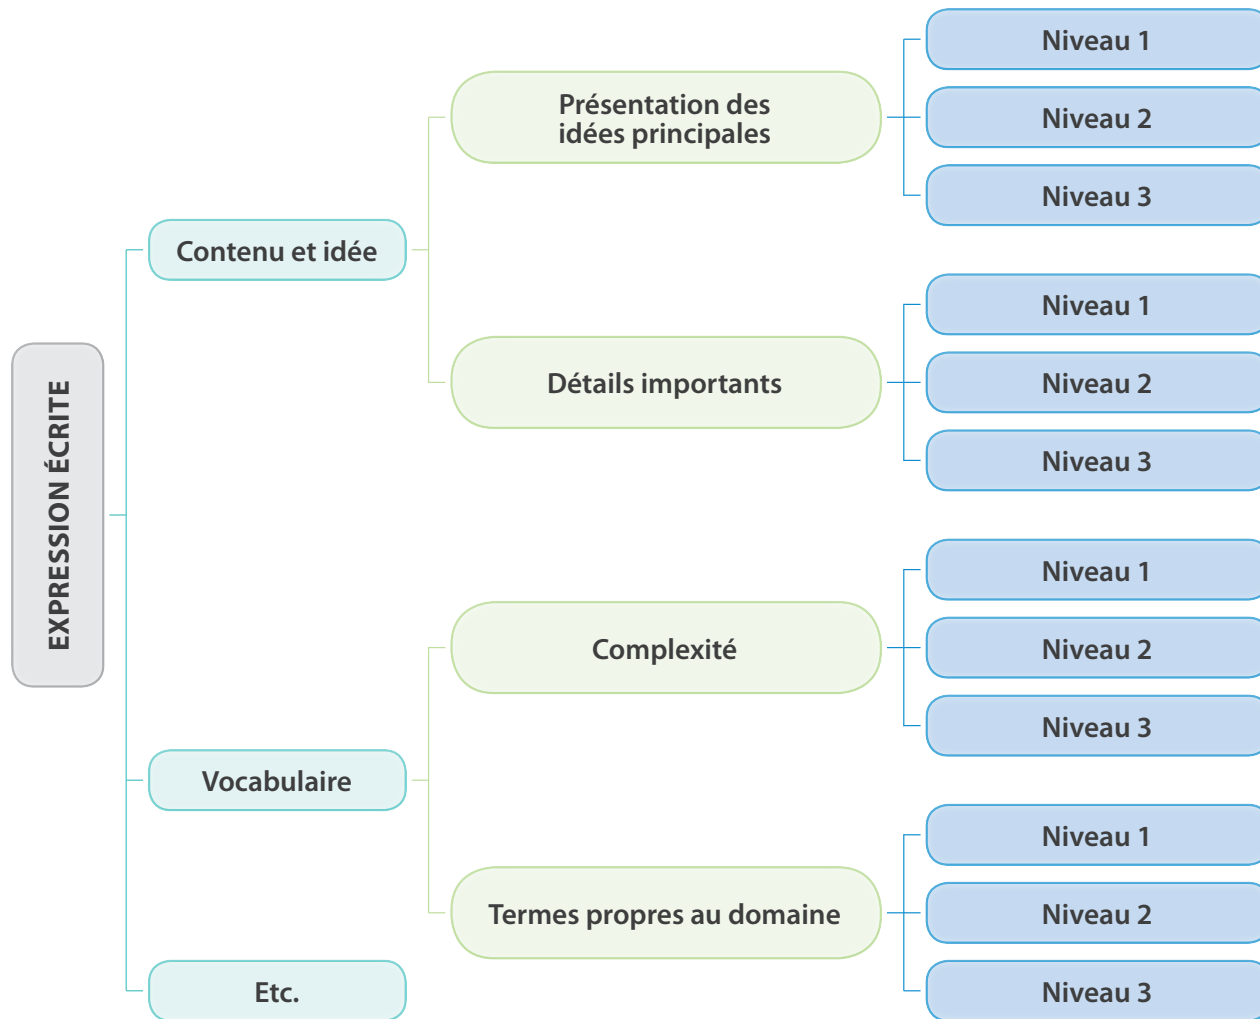 EXPRESSION ÉCRITE
Contenu et idée
Présentation des
idées principales
Niveau 1
Niveau 2
Niveau 3
Détails importants
Niveau 1
Niveau 2
Niveau 3
Vocabulaire
Complexité
Niveau 1
Niveau 2
Niveau 3
Termes propres au domaine
Niveau 1
Niveau 2
Niveau 3
Etc.